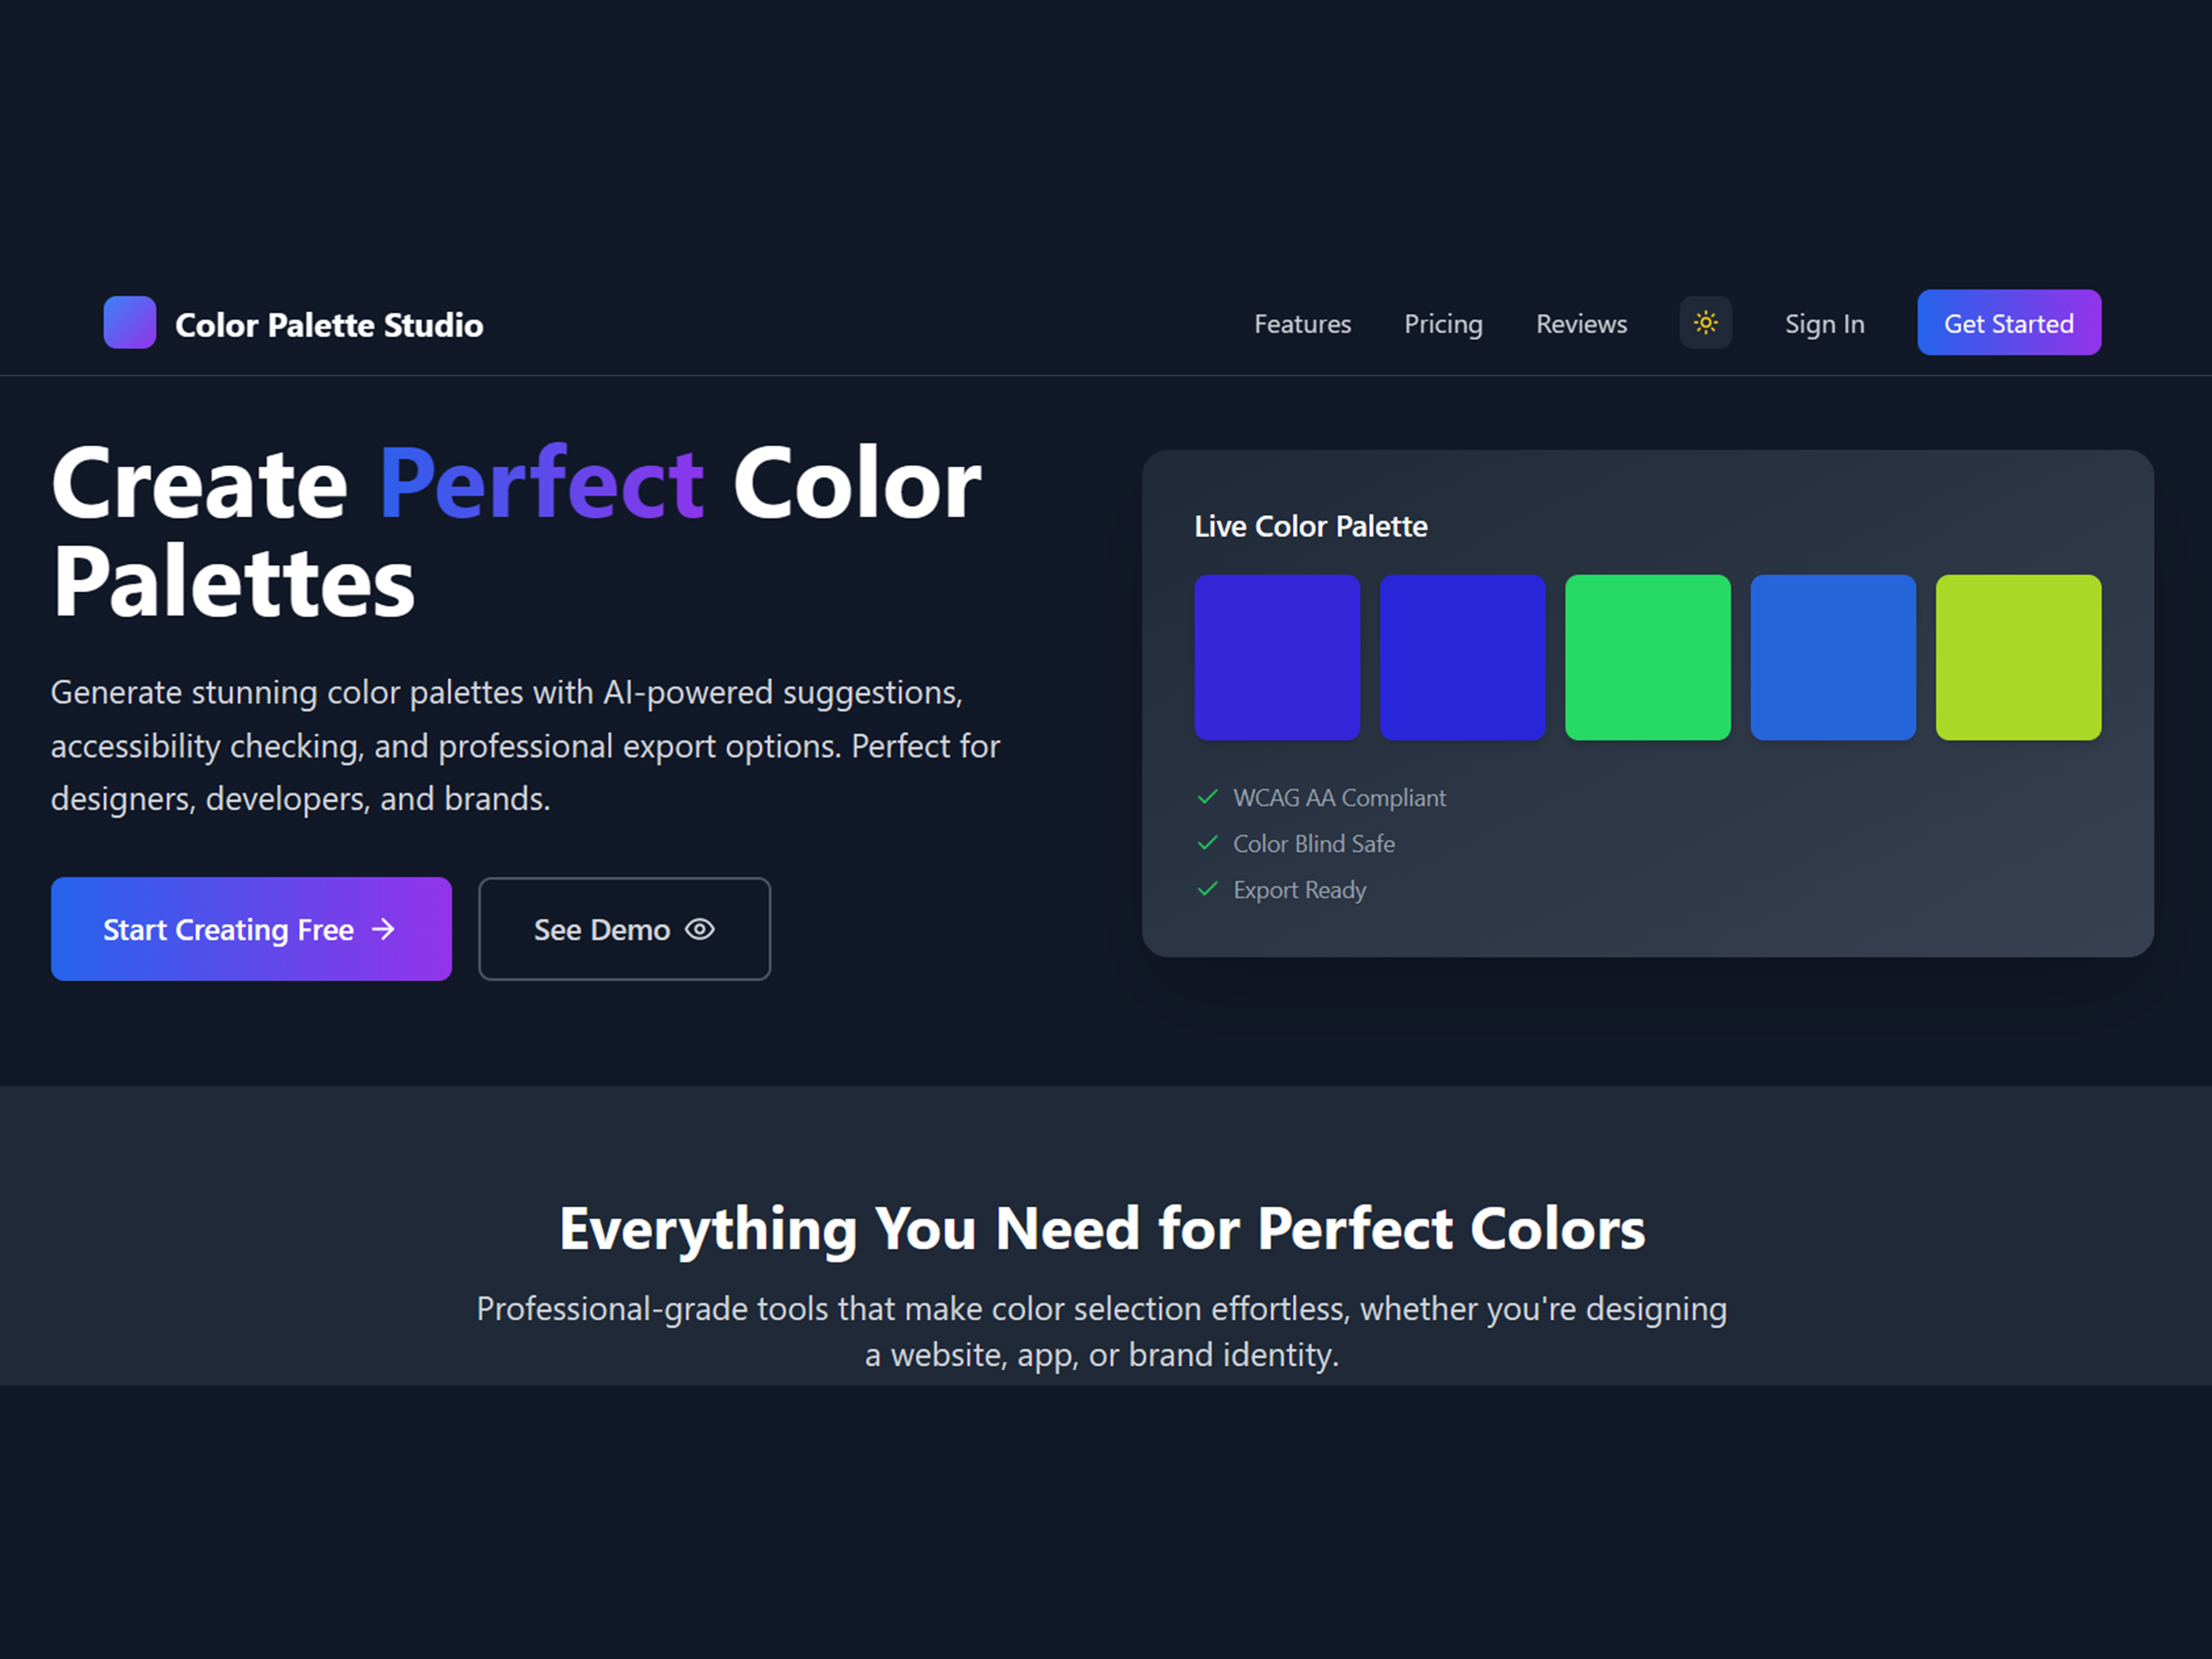 Color Palette Studio
Features Pricing Reviews Sign In Get Started
Create Perfect Color
Palettes
Generate stunning color palettes with AI-powered suggestions,
accessibility checking, and professional export options. Perfect for
designers, developers, and brands.
Start Creating Free
See Demo
Live Color Palette
WCAG AA Compliant
Color Blind Safe
Export Ready
Everything You Need for Perfect Colors
Professional-grade tools that make color selection effortless, whether you're designing
a website, app, or brand identity.